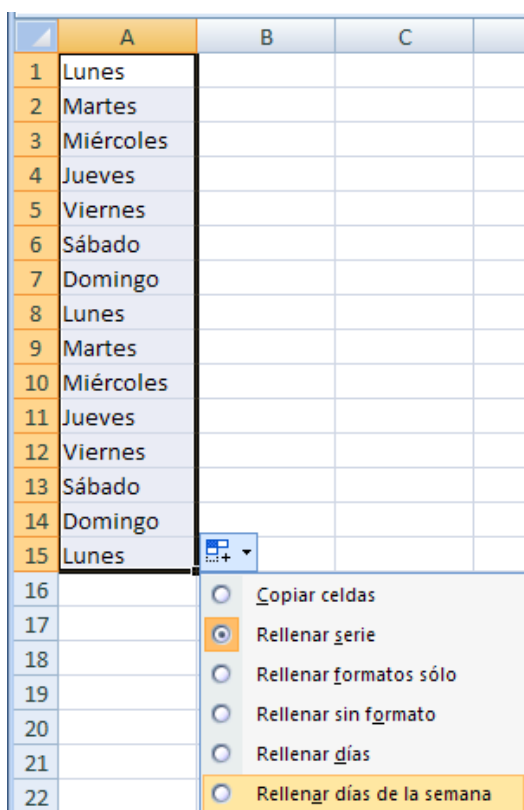 A B C
1 Lunes
2 Martes
3 Miércoles
4 Jueves
5 Viernes
6 Sábado
7 Domingo
8 Lunes
9 Martes
10 Miércoles
11 Jueves
12 Viernes
13 Sábado
14 Domingo
15 Lunes
16 Copiar celdas
17 Rellenar serie
18 Rellenar formatos sólo
19 Rellenar sin formato
20
21 Rellenar días
22 Rellenar días de la semana